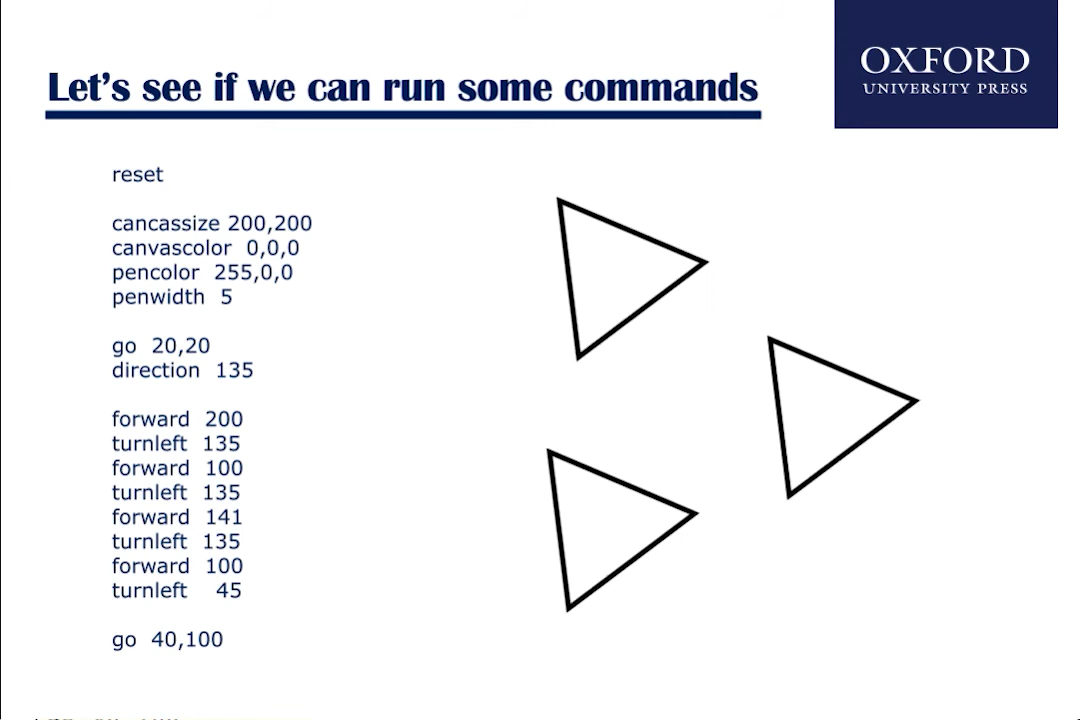 Let's see if we can run some commands
OXFORD
UNIVERSITY PRESS
reset
cancassize 200,200
canvascolor 0,0,0
pencolor 255,0,0
penwidth 5
go 20,20
direction 135
forward 200
turnleft 135
forward 100
turnleft 135
forward 141
turnleft 135
forward 100
turnleft 45
go 40,100